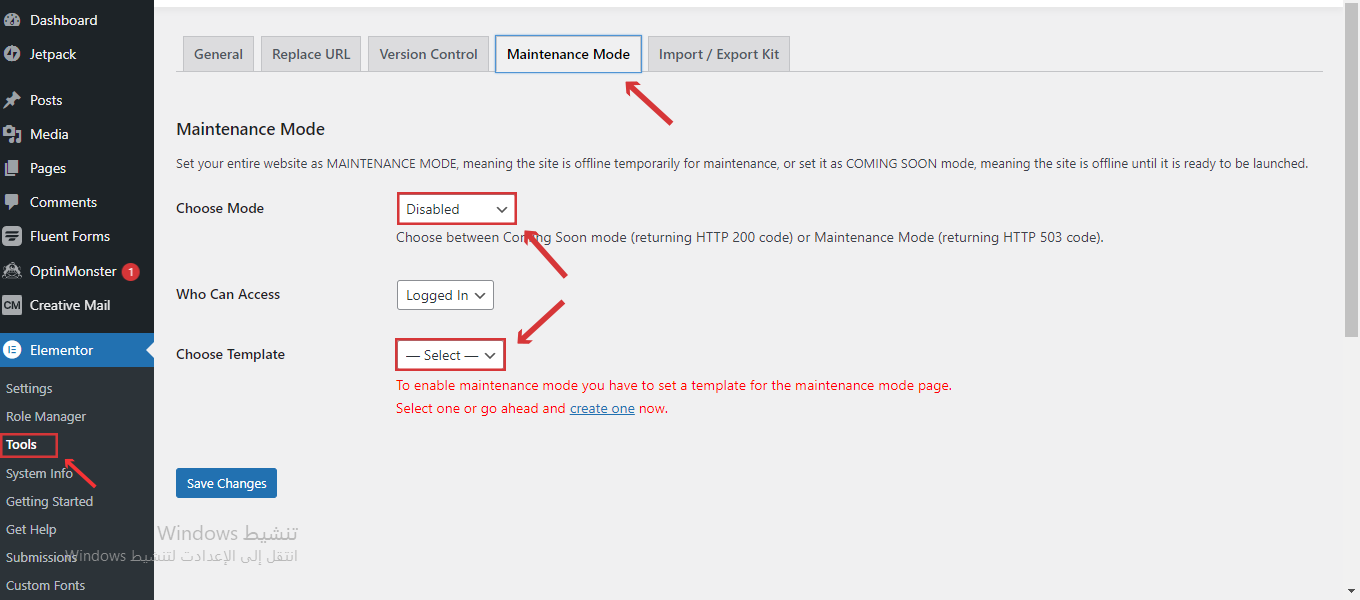 Dashboard
Jetpack
Posts
Media
Pages
Comments
Fluent Forms
OptinMonster 1
CM Creative Mail
Elementor
Settings
Role Manager
Tools
System Info
Getting Started
Get Help
Submissions
Custom Fonts
General Replace URL Version Control Maintenance Mode Import / Export Kit
Maintenance Mode
Set your entire website as MAINTENANCE MODE, meaning the site is offline temporarily for maintenance, or set it as COMING SOON mode, meaning the site is offline until it is ready to be launched.
Choose Mode Disabled
Choose between Coming Soon mode (returning HTTP 200 code) or Maintenance Mode (returning HTTP 503 code).
Who Can Access Logged In
Choose Template — Select —
To enable maintenance mode you have to set a template for the maintenance mode page.
Select one or go ahead and create one now.
Save Changes
تنشيط Windows
انتقل إلى الإعدادت لتنشيط Windows